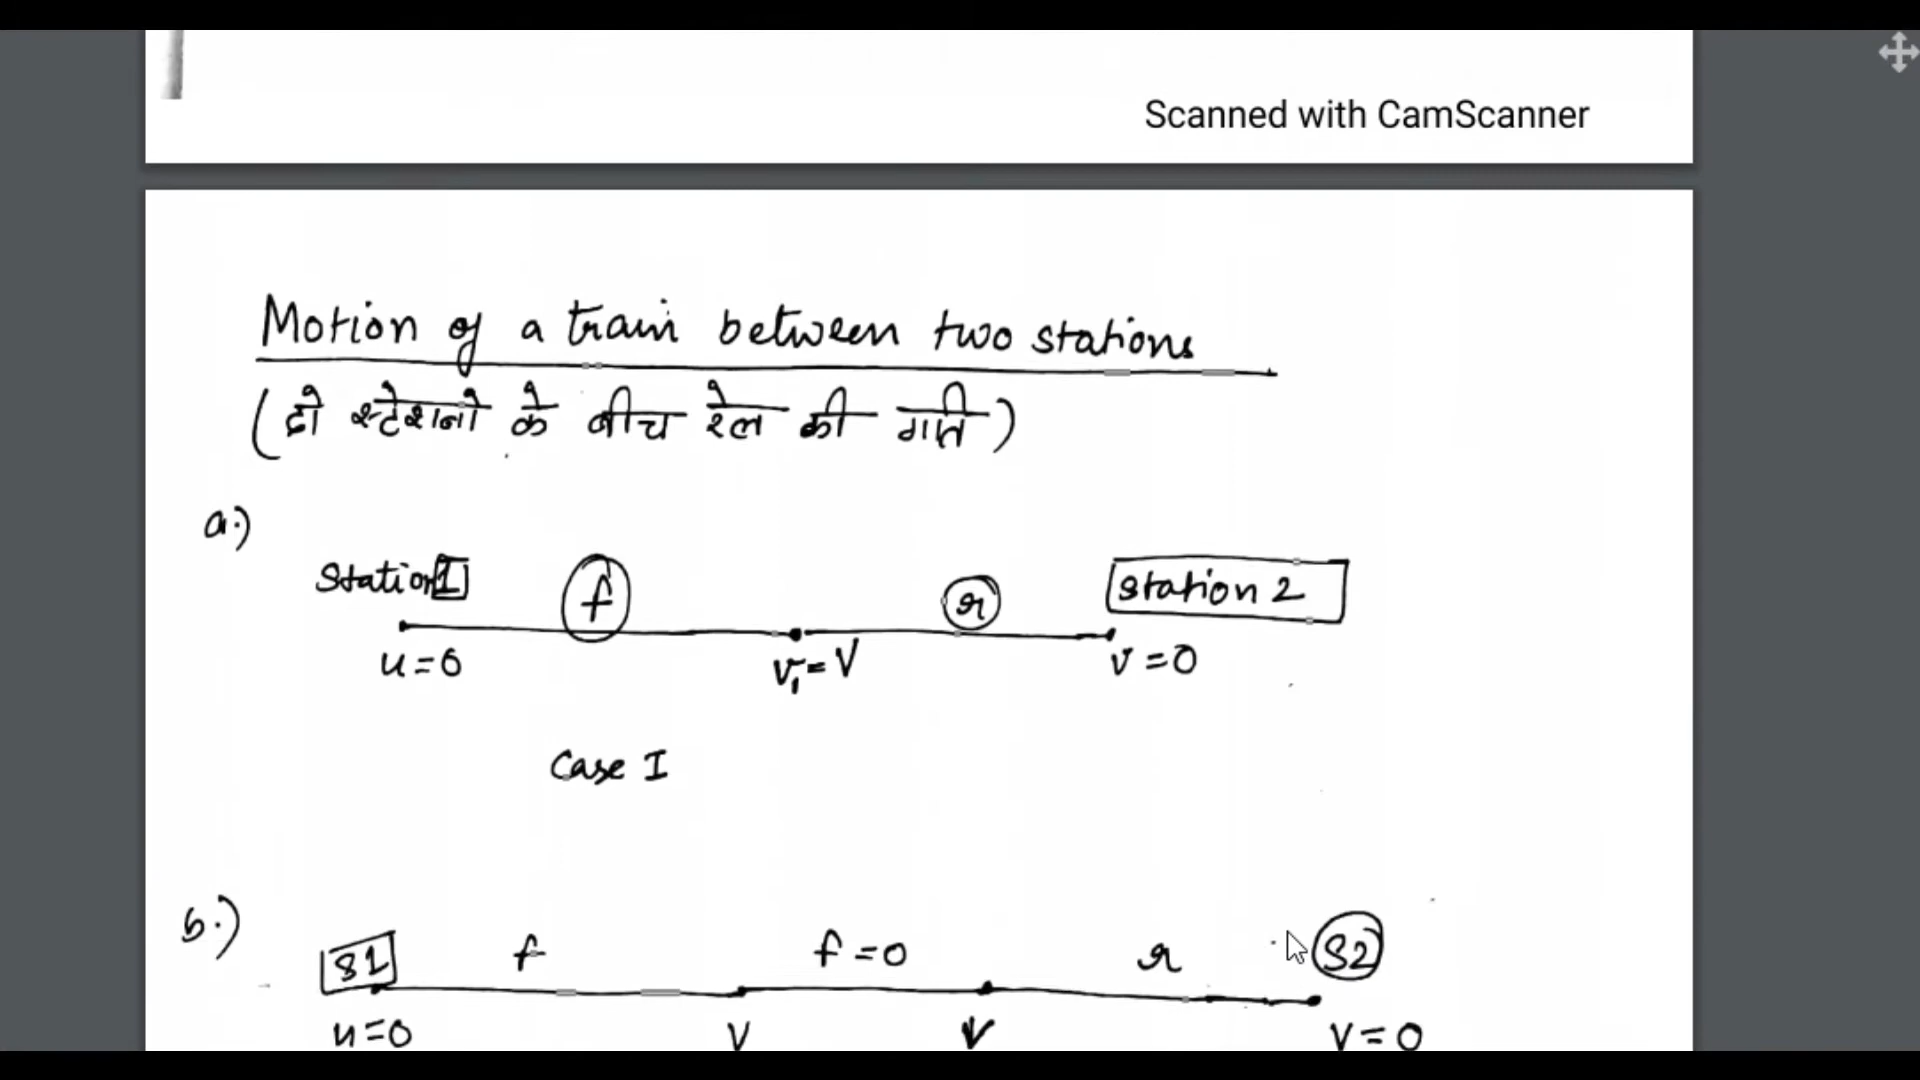 Scanned with CamScanner
Motion of a train between two stations
(दो स्टेशनों के बीच रेल की गति)
a.)
Station 1 f r Station 2
u=0 v₁=V v=0
Case I
b.)
S1 f f=0 r S2
u=0 V V v=0